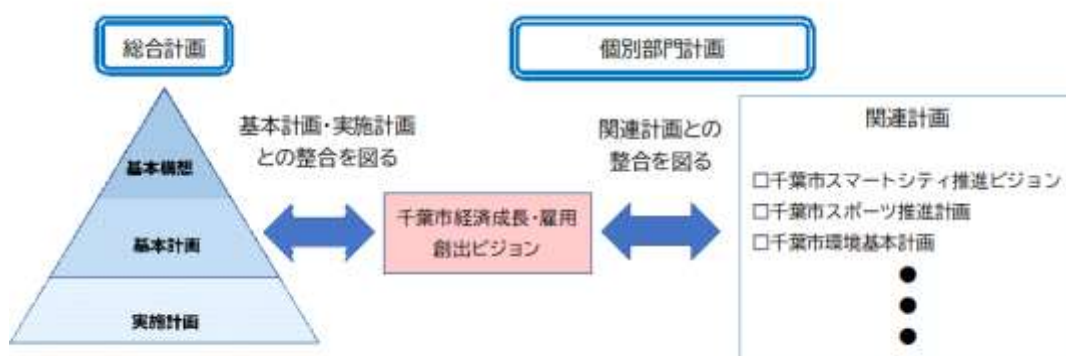 総合計画
個別部門計画
基本構想
基本計画
実施計画
基本計画・実施計画
との整合を図る
千葉市経済成長・雇用
創出ビジョン
関連計画との
整合を図る
関連計画
□千葉市スマートシティ推進ビジョン
□千葉市スポーツ推進計画
□千葉市環境基本計画
●
●
●